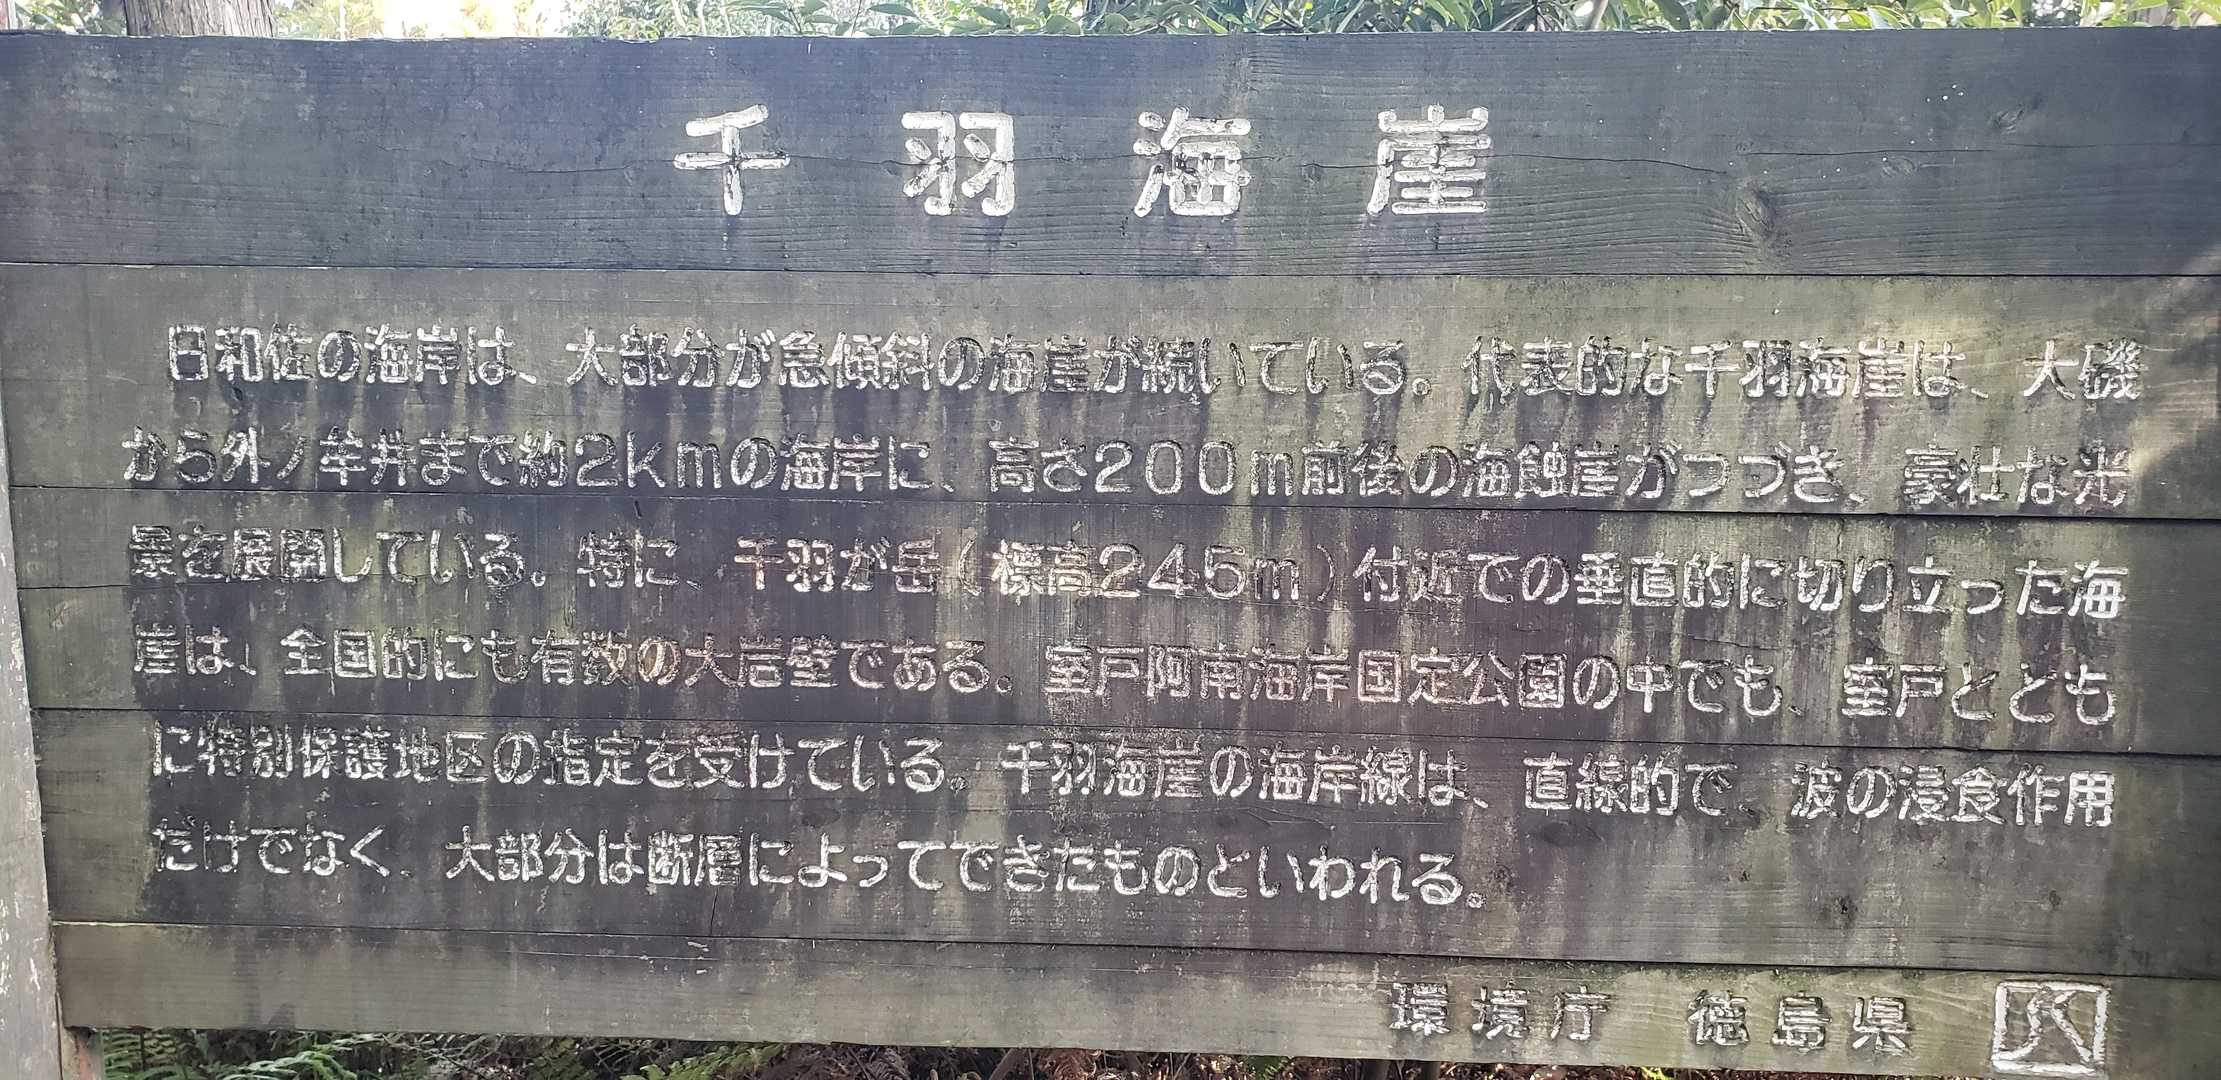 千羽海崖
日和佐の海岸は、大部分が急傾斜の海崖が続いている。代表的な千羽海崖は、大磯
から外ノ牟井まで約2kmの海岸に、高さ200m前後の海蝕崖がつづき、豪壮な光
景を展開している。特に、千羽が岳(標高245m)付近での垂直的に切り立った海
崖は、全国的にも有数の大岩壁である。室戸阿南海岸国定公園の中でも、室戸ととも
に特別保護地区の指定を受けている。千羽海崖の海岸線は、直線的で、波の浸食作用
だけでなく、大部分は断層によってできたものといわれる。
環境庁 徳島県